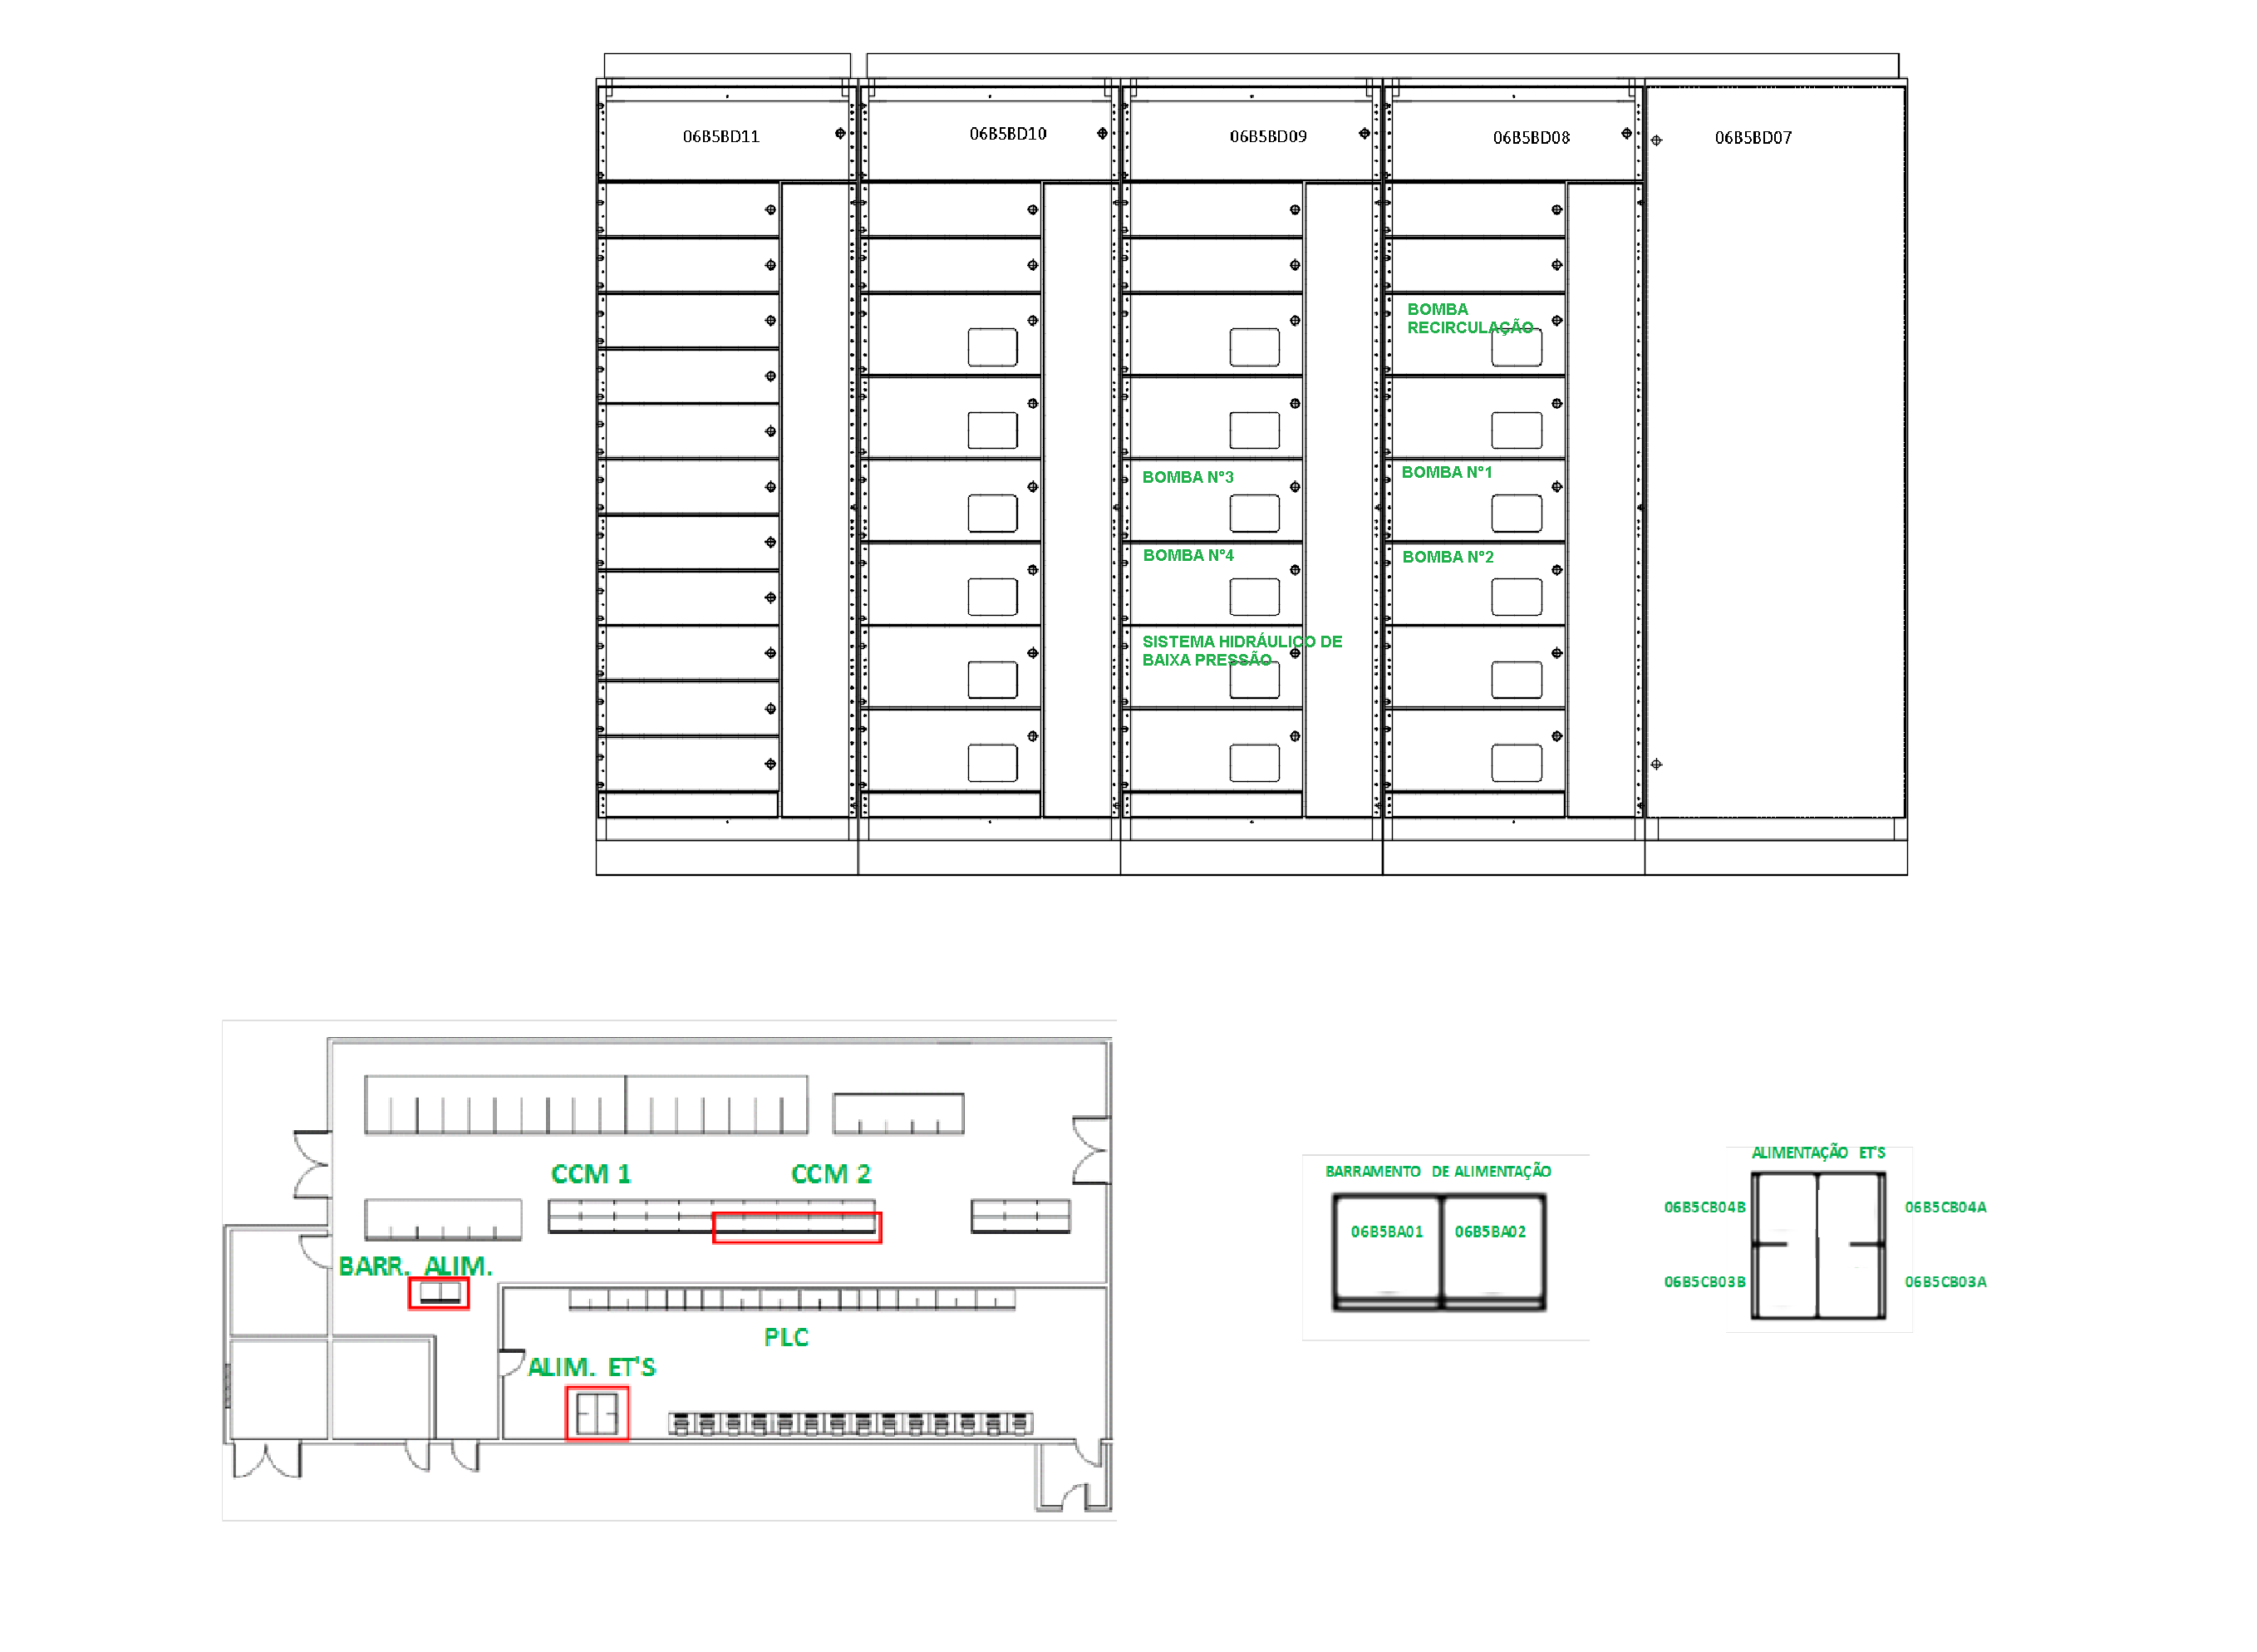 06B5BD11
06B5BD10
06B5BD09
06B5BD08
06B5BD07
BOMBA
RECIRCULAÇÃO
BOMBA N°3
BOMBA N°1
BOMBA N°4
BOMBA N°2
SISTEMA HIDRÁULICO DE
BAIXA PRESSÃO
CCM 1
CCM 2
BARR. ALIM.
PLC
ALIM. ET'S
BARRAMENTO DE ALIMENTAÇÃO
06B5BA01
06B5BA02
ALIMENTAÇÃO ET'S
06B5CB04B
06B5CB04A
06B5CB03B
06B5CB03A